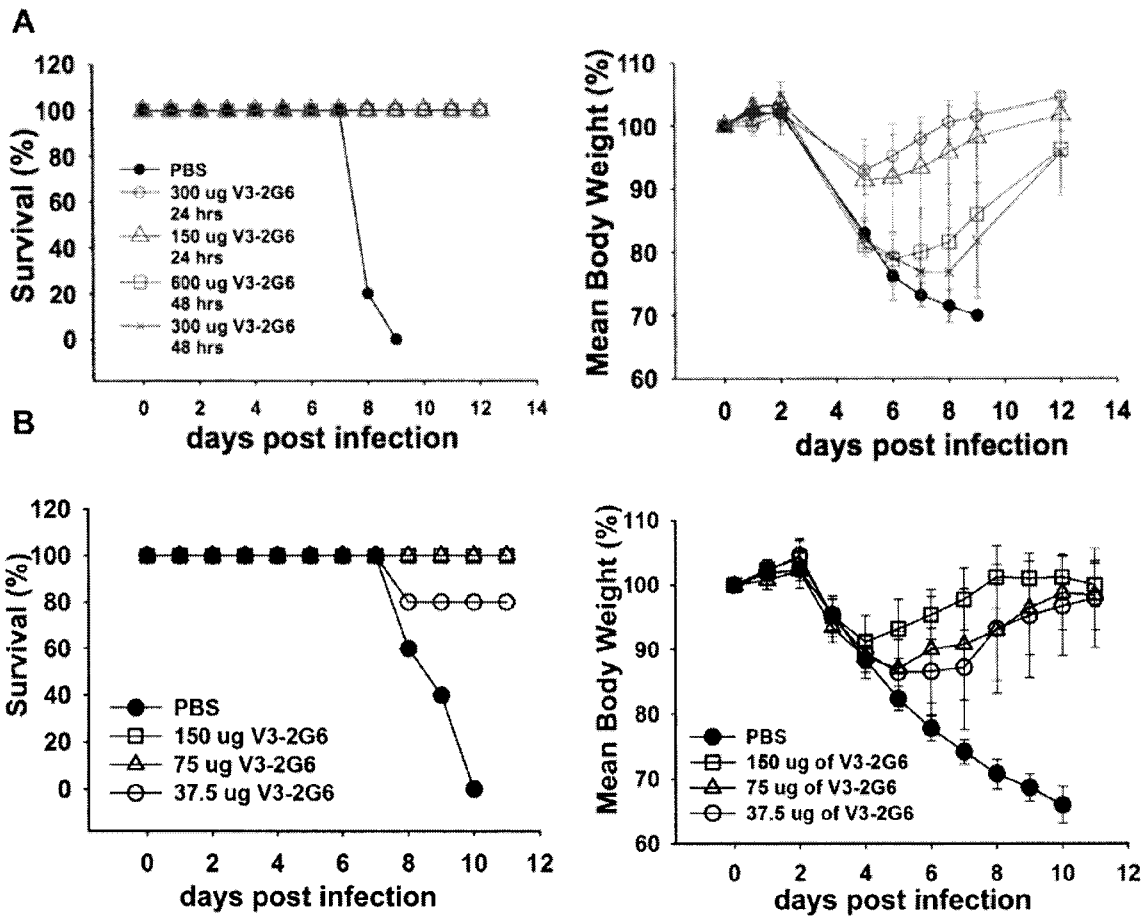 A
120
100
80
60
40
20
0
Survival (%)
PBS
300 ug V3-2G6
24 hrs
150 ug V3-2G6
24 hrs
600 ug V3-2G6
48 hrs
300 ug V3-2G6
48 hrs
0 2 4 6 8 10 12 14
days post infection
110
100
90
80
70
60
Mean Body Weight (%)
0 2 4 6 8 10 12 14
days post infection
B
120
100
80
60
40
20
0
Survival (%)
PBS
150 ug V3-2G6
75 ug V3-2G6
37.5 ug V3-2G6
0 2 4 6 8 10 12
days post infection
110
100
90
80
70
60
Mean Body Weight (%)
PBS
150 ug of V3-2G6
75 ug of V3-2G6
37.5 ug of V3-2G6
0 2 4 6 8 10 12
days post infection